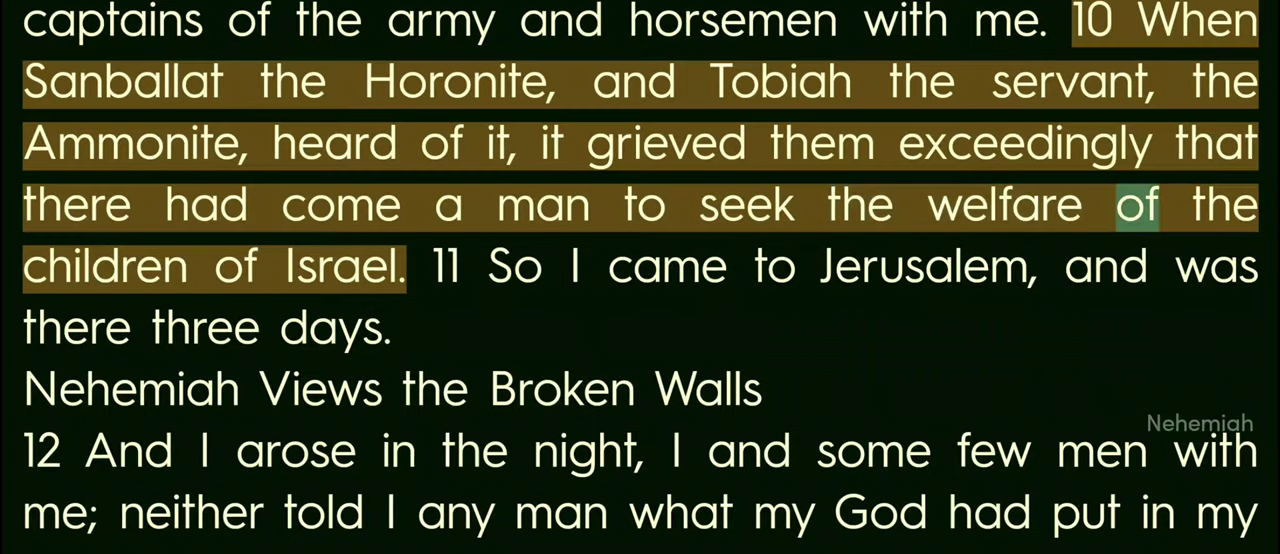 captains of the army and horsemen with me. 10 When
Sanballat the Horonite, and Tobiah the servant, the
Ammonite, heard of it, it grieved them exceedingly that
there had come a man to seek the welfare of the
children of Israel. 11 So I came to Jerusalem, and was
there three days.
Nehemiah Views the Broken Walls
Nehemiah
12 And I arose in the night, I and some few men with
me; neither told I any man what my God had put in my